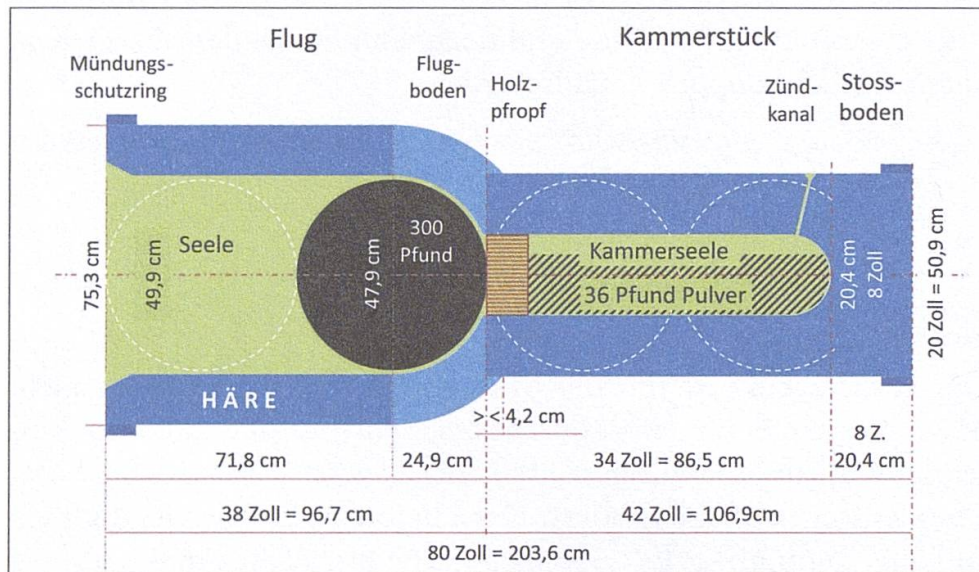 Flug
Kammerstück
Mündungs-
schutzring
Flug-
boden
Holz-
pfropf
Zünd-
kanal
Stoss-
boden
75,3 cm
49,9 cm
Seele
47,9 cm
300
Pfund
Kammerseele
36 Pfund Pulver
20,4 cm
8 Zoll
20 Zoll = 50,9 cm
HÄRE
> < 4,2 cm
71,8 cm
24,9 cm
34 Zoll = 86,5 cm
8 Z.
20,4 cm
38 Zoll = 96,7 cm
42 Zoll = 106,9cm
80 Zoll = 203,6 cm